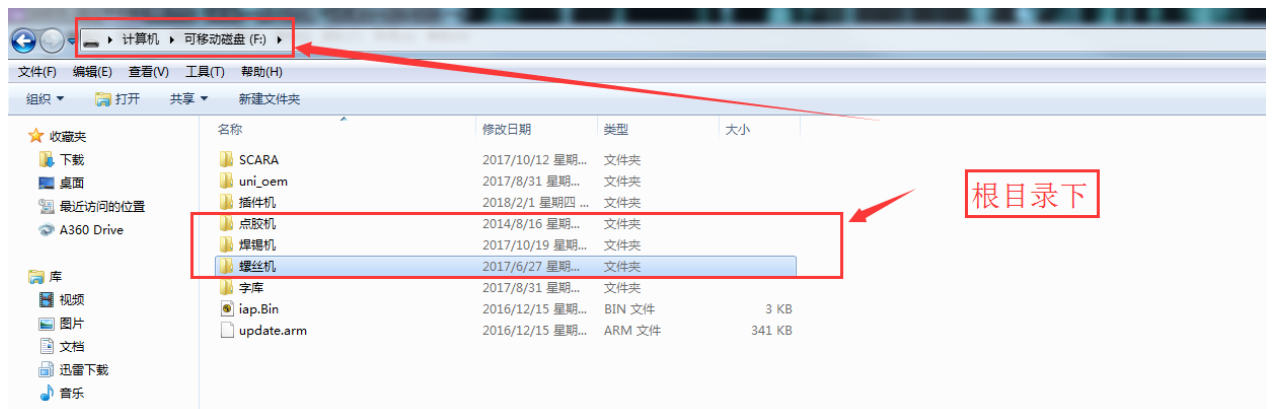 计算机 可移动磁盘 (F:)
文件(F) 编辑(E) 查看(V) 工具(T) 帮助(H)
组织 打开 共享 新建文件夹
收藏夹
下载
桌面
最近访问的位置
A360 Drive
库
视频
图片
文档
迅雷下载
音乐
名称 修改日期 类型 大小
SCARA 2017/10/12 星期... 文件夹
uni_oem 2017/8/31 星期... 文件夹
插件机 2018/2/1 星期四 ... 文件夹
点胶机 2014/8/16 星期... 文件夹
焊锡机 2017/10/19 星期... 文件夹
螺丝机 2017/6/27 星期... 文件夹
字库 2017/8/31 星期... 文件夹
iap.Bin 2016/12/15 星期... BIN 文件 3 KB
update.arm 2016/12/15 星期... ARM 文件 341 KB
根目录下